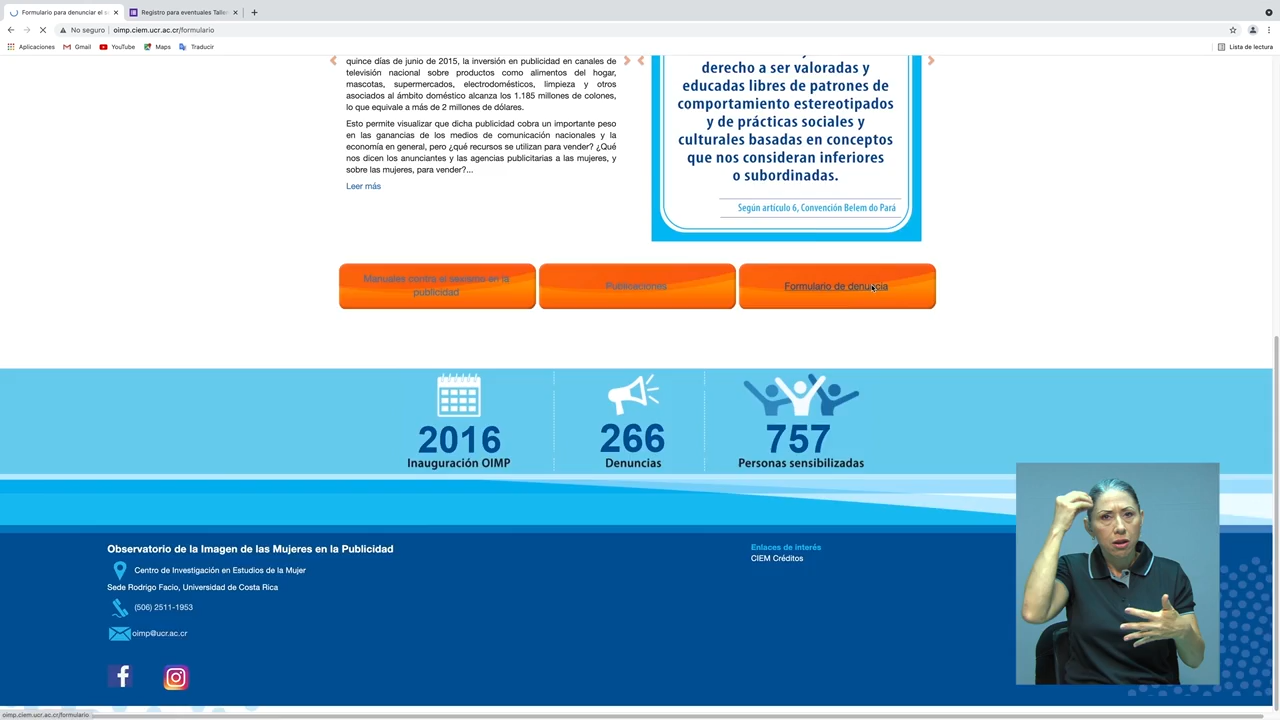 Formulario para denunciar el s
Registro para eventuales Talle
No seguro
oimp.ciem.ucr.ac.cr/formulario
Aplicaciones
Gmail
YouTube
Maps
Traducir
Lista de lectura
quince días de junio de 2015, la inversión en publicidad en canales de
televisión nacional sobre productos como alimentos del hogar,
mascotas, supermercados, electrodomésticos, limpieza y otros
asociados al ámbito doméstico alcanza los 1.185 millones de colones,
lo que equivale a más de 2 millones de dólares.
Esto permite visualizar que dicha publicidad cobra un importante peso
en las ganancias de los medios de comunicación nacionales y la
economía en general, pero ¿qué recursos se utilizan para vender? ¿Qué
nos dicen los anunciantes y las agencias publicitarias a las mujeres, y
sobre las mujeres, para vender?...
Leer más
derecho a ser valoradas y
educadas libres de patrones de
comportamiento estereotipados
y de prácticas sociales y
culturales basadas en conceptos
que nos consideran inferiores
o subordinadas.
Según artículo 6, Convención Belem do Pará
Manuales contra el sexismo en la
publicidad
Publicaciones
Formulario de denuncia
2016
Inauguración OIMP
266
Denuncias
757
Personas sensibilizadas
Observatorio de la Imagen de las Mujeres en la Publicidad
Centro de Investigación en Estudios de la Mujer
Sede Rodrigo Facio, Universidad de Costa Rica
(506) 2511-1953
oimp@ucr.ac.cr
Enlaces de interés
CIEM Créditos
oimp.ciem.ucr.ac.cr/formulario